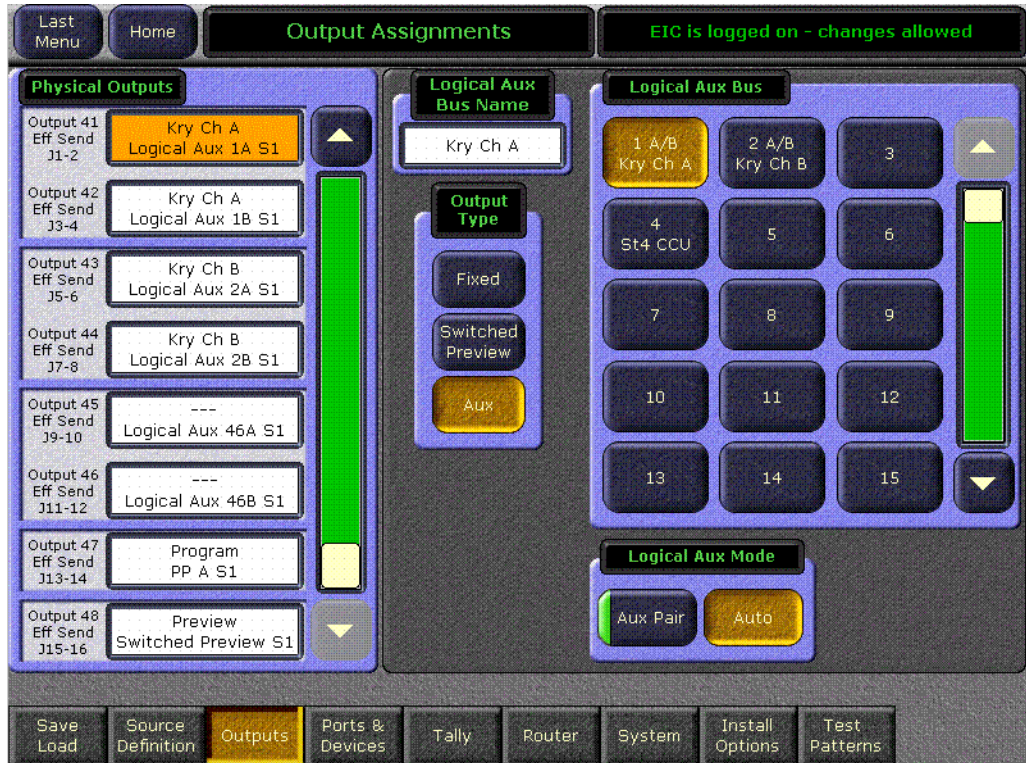 Last
Menu
Home
Output Assignments
EIC is logged on - changes allowed
Physical Outputs
Output 41
Eff Send
J1-2
Kry Ch A
Logical Aux 1A S1
Output 42
Eff Send
J3-4
Kry Ch A
Logical Aux 1B S1
Output 43
Eff Send
J5-6
Kry Ch B
Logical Aux 2A S1
Output 44
Eff Send
J7-8
Kry Ch B
Logical Aux 2B S1
Output 45
Eff Send
J9-10
---
Logical Aux 46A S1
Output 46
Eff Send
J11-12
---
Logical Aux 46B S1
Output 47
Eff Send
J13-14
Program
PP A S1
Output 48
Eff Send
J15-16
Preview
Switched Preview S1
Logical Aux
Bus Name
Kry Ch A
Output
Type
Fixed
Switched
Preview
Aux
Logical Aux Bus
1 A/B
Kry Ch A
2 A/B
Kry Ch B
3
4
St4 CCU
5
6
7
8
9
10
11
12
13
14
15
Logical Aux Mode
Aux Pair
Auto
Save
Load
Source
Definition
Outputs
Ports &
Devices
Tally
Router
System
Install
Options
Test
Patterns